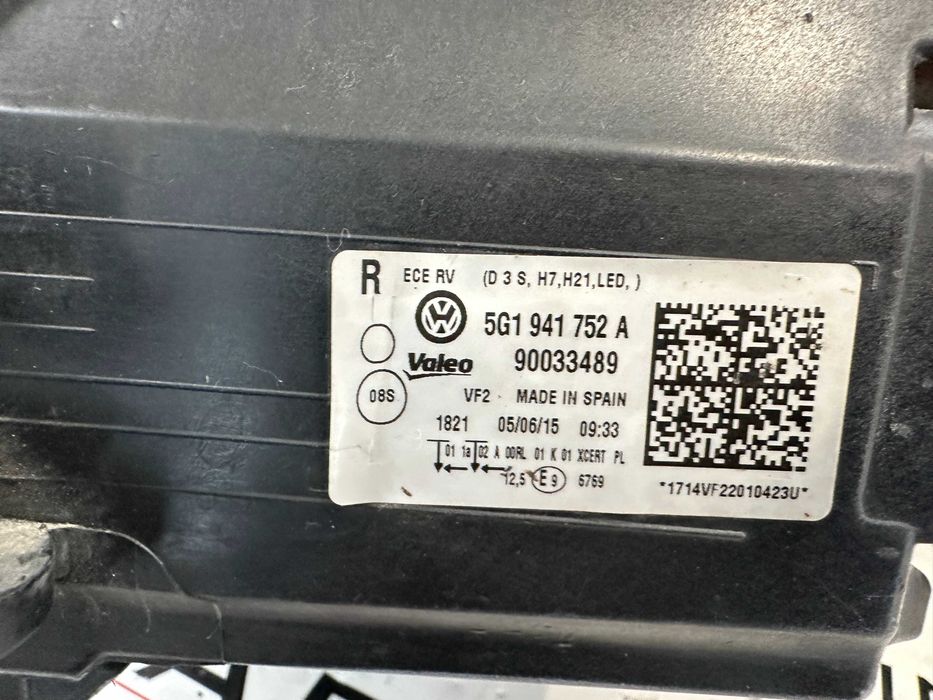 R ECE RV (D 3 S, H7,H21,LED, )
5G1 941 752 A
Valeo 90033489
08S VF2 MADE IN SPAIN
1821 05/06/15 09:33
01 1a 02 A 00RL 01 K 01 XCERT PL
12,5 E9 6769
*1714VF22010423U*